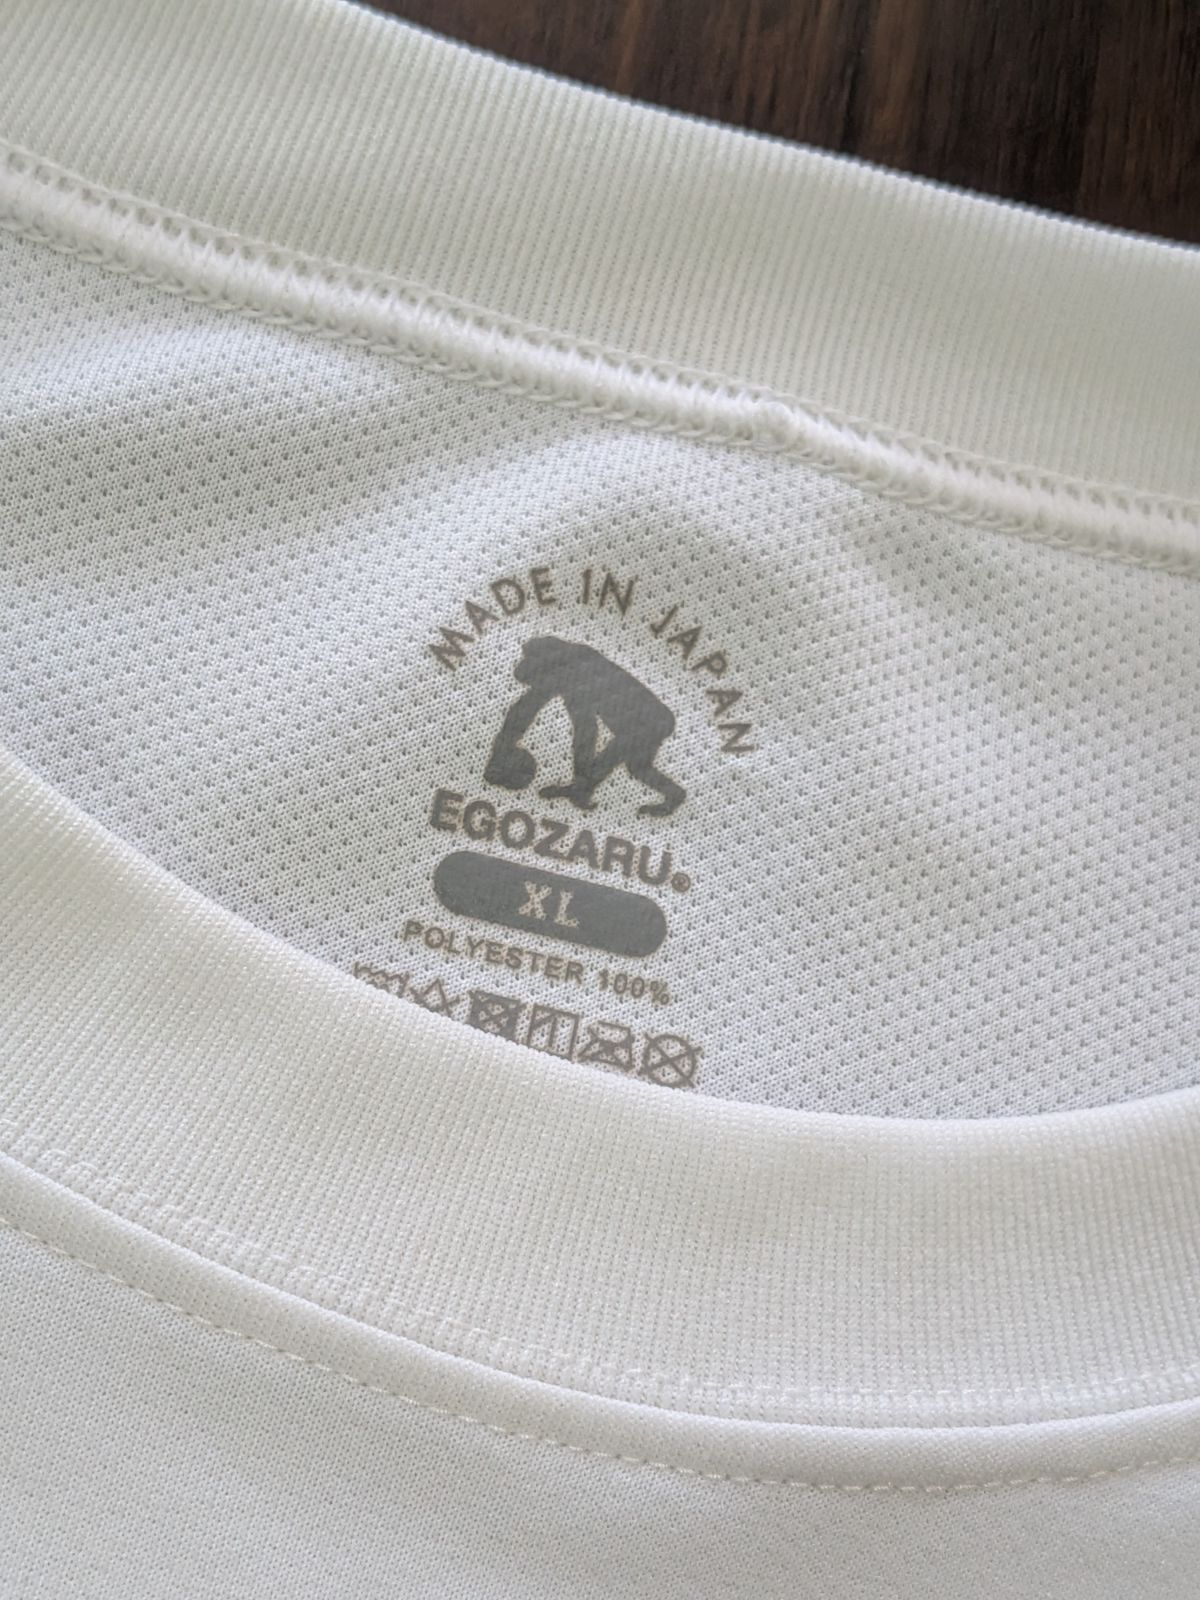 MADE IN JAPAN
EGOZARU®
XL
POLYESTER 100%